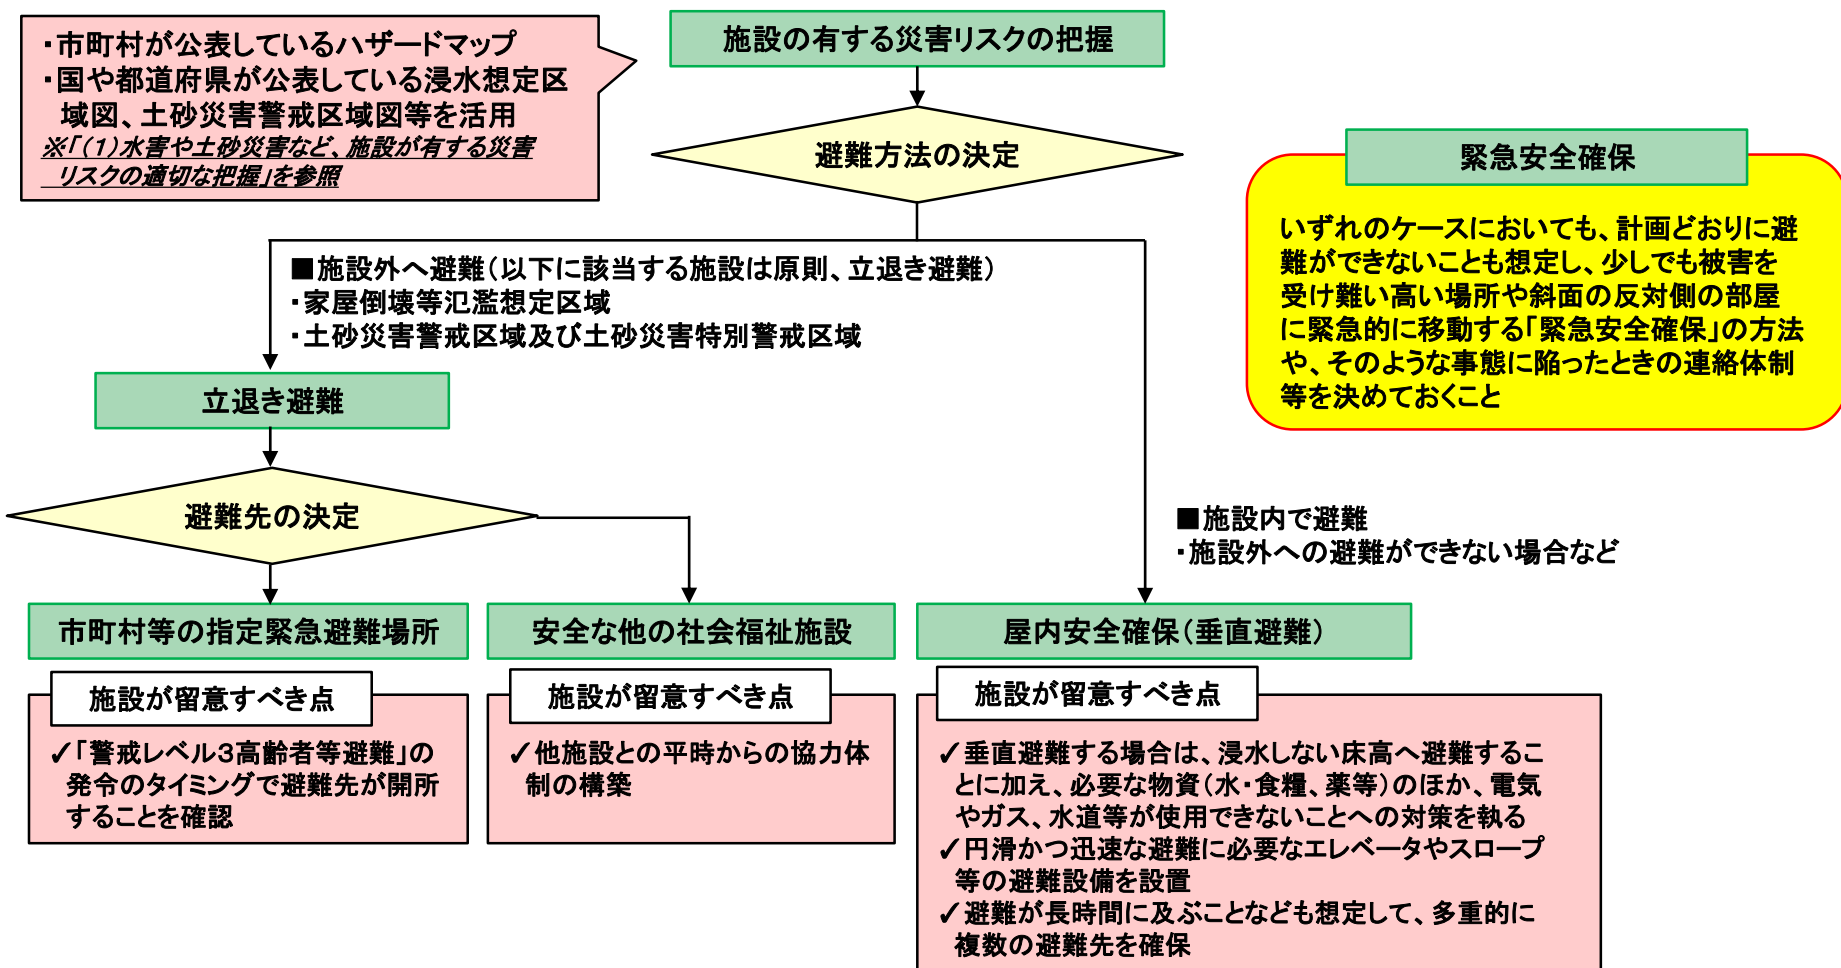 ・市町村が公表しているハザードマップ
・国や都道府県が公表している浸水想定区
域図、土砂災害警戒区域図等を活用
※「(1)水害や土砂災害など、施設が有する災害
リスクの適切な把握」を参照
施設の有する災害リスクの把握
避難方法の決定
緊急安全確保
いずれのケースにおいても、計画どおりに避
難ができないことも想定し、少しでも被害を
受け難い高い場所や斜面の反対側の部屋
に緊急的に移動する「緊急安全確保」の方法
や、そのような事態に陥ったときの連絡体制
等を決めておくこと
■施設外へ避難(以下に該当する施設は原則、立退き避難)
・家屋倒壊等氾濫想定区域
・土砂災害警戒区域及び土砂災害特別警戒区域
立退き避難
避難先の決定
■施設内で避難
・施設外への避難ができない場合など
市町村等の指定緊急避難場所
施設が留意すべき点
✓「警戒レベル3高齢者等避難」の
発令のタイミングで避難先が開所
することを確認
安全な他の社会福祉施設
施設が留意すべき点
✓他施設との平時からの協力体
制の構築
屋内安全確保(垂直避難)
施設が留意すべき点
✓垂直避難する場合は、浸水しない床高へ避難するこ
とに加え、必要な物資(水・食糧、薬等)のほか、電気
やガス、水道等が使用できないことへの対策を執る
✓円滑かつ迅速な避難に必要なエレベータやスロープ
等の避難設備を設置
✓避難が長時間に及ぶことなども想定して、多重的に
複数の避難先を確保